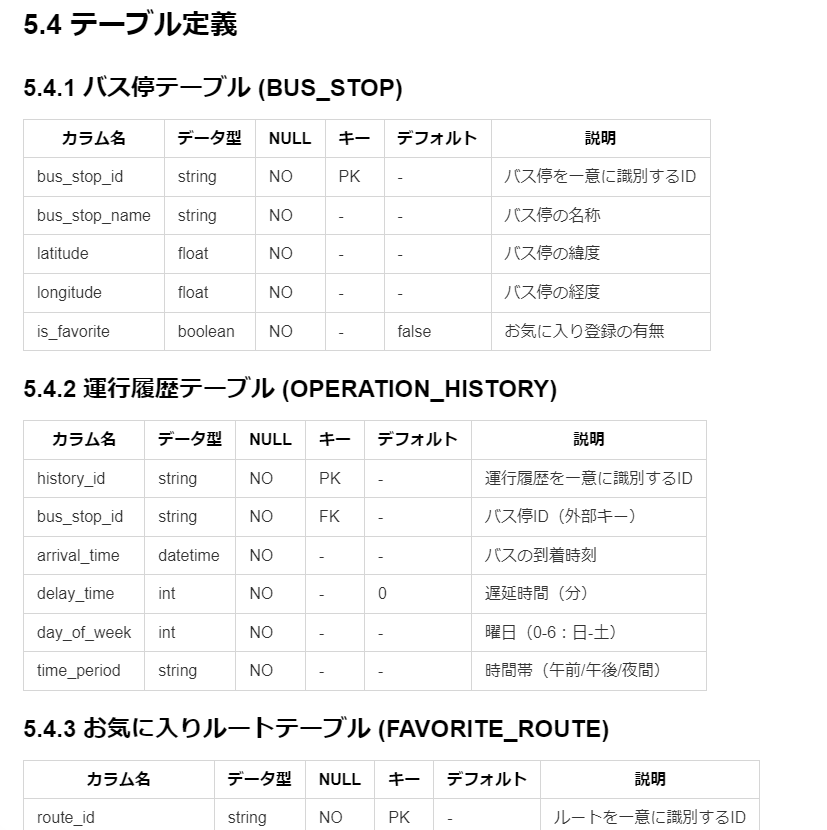 5.4 テーブル定義
5.4.1 バス停テーブル (BUS_STOP)
カラム名 データ型 NULL キー デフォルト 説明
bus_stop_id string NO PK - バス停を一意に識別するID
bus_stop_name string NO - - バス停の名称
latitude float NO - - バス停の緯度
longitude float NO - - バス停の経度
is_favorite boolean NO - false お気に入り登録の有無
5.4.2 運行履歴テーブル (OPERATION_HISTORY)
カラム名 データ型 NULL キー デフォルト 説明
history_id string NO PK - 運行履歴を一意に識別するID
bus_stop_id string NO FK - バス停ID（外部キー）
arrival_time datetime NO - - バスの到着時刻
delay_time int NO - 0 遅延時間（分）
day_of_week int NO - - 曜日（0-6：日-土）
time_period string NO - - 時間帯（午前/午後/夜間）
5.4.3 お気に入りルートテーブル (FAVORITE_ROUTE)
カラム名 データ型 NULL キー デフォルト 説明
route_id string NO PK - ルートを一意に識別するID